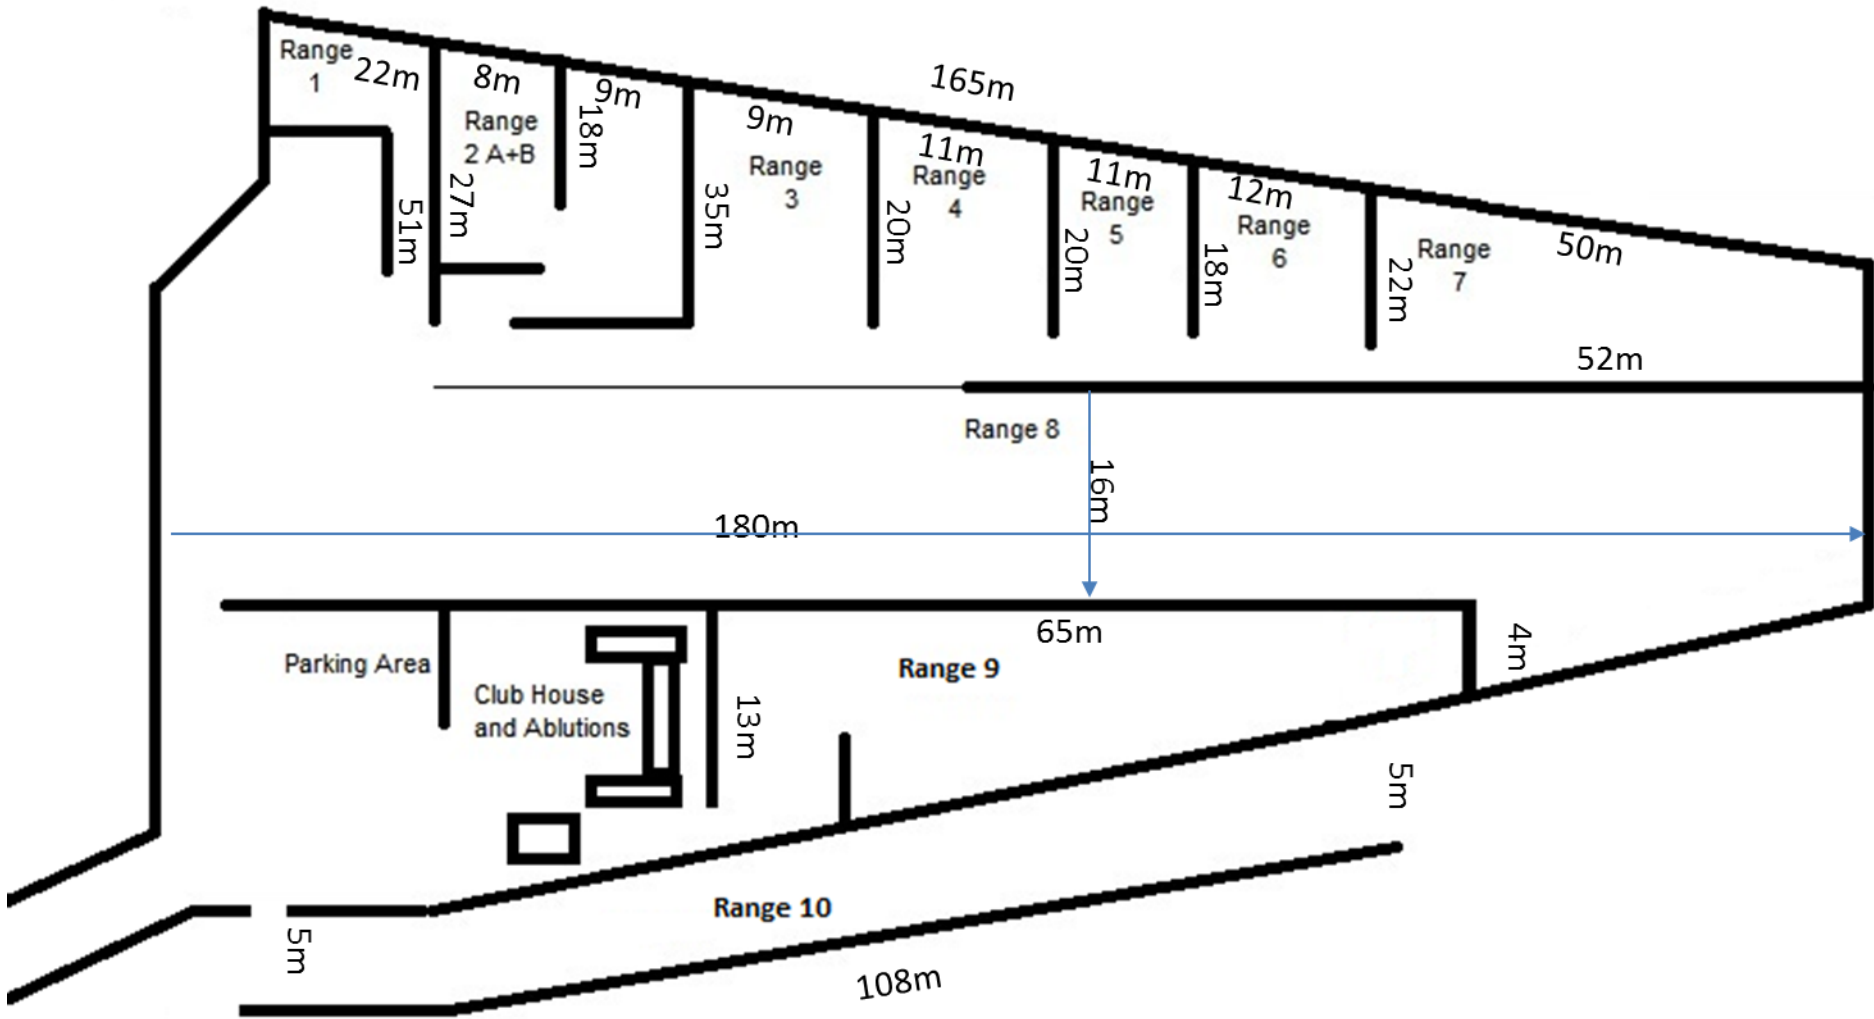 Range
1
22m
8m
9m
165m
Range
2 A+B
18m
9m
Range
3
11m
Range
4
11m
Range
5
12m
Range
6
50m
Range
7
51m
27m
35m
20m
20m
18m
22m
52m
Range 8
16m
180m
65m
4m
Parking Area
Club House
and Ablutions
13m
Range 9
5m
Range 10
5m
108m